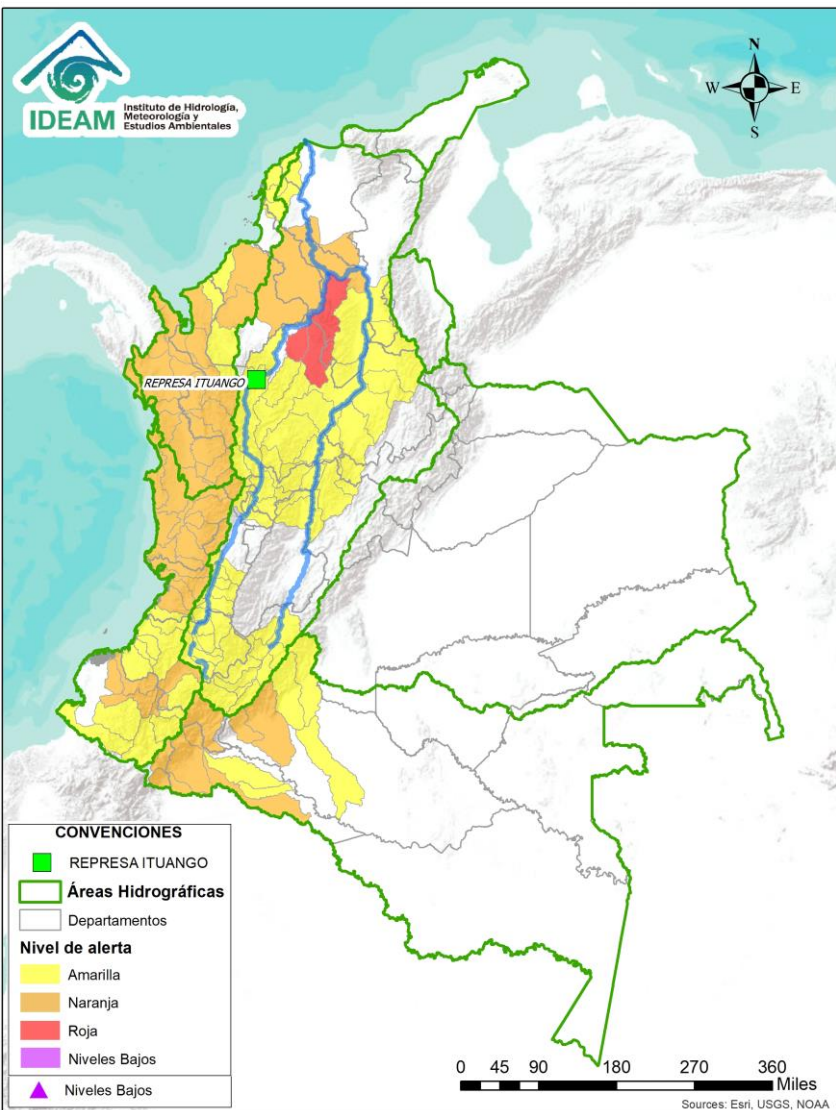 IDEAM
Instituto de Hidrología,
Meteorología y
Estudios Ambientales
N
W
E
S
REPRESA ITUANGO
CONVENCIONES
REPRESA ITUANGO
Áreas Hidrográficas
Departamentos
Nivel de alerta
Amarilla
Naranja
Roja
Niveles Bajos
Niveles Bajos
0 45 90 180 270 360
Miles
Sources: Esri, USGS, NOAA